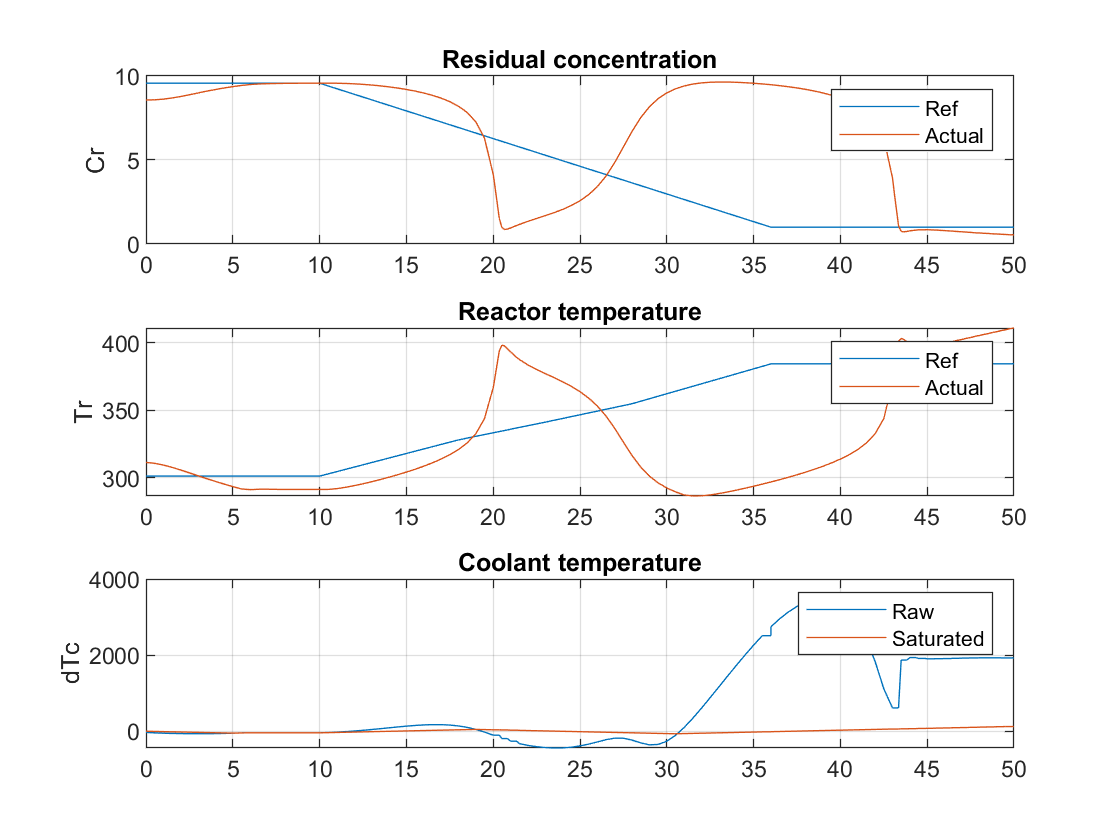 Residual concentration
10
5
0
Cr
Ref
Actual
0 5 10 15 20 25 30 35 40 45 50
Reactor temperature
400
350
300
Tr
Ref
Actual
0 5 10 15 20 25 30 35 40 45 50
Coolant temperature
4000
2000
0
dTc
Raw
Saturated
0 5 10 15 20 25 30 35 40 45 50